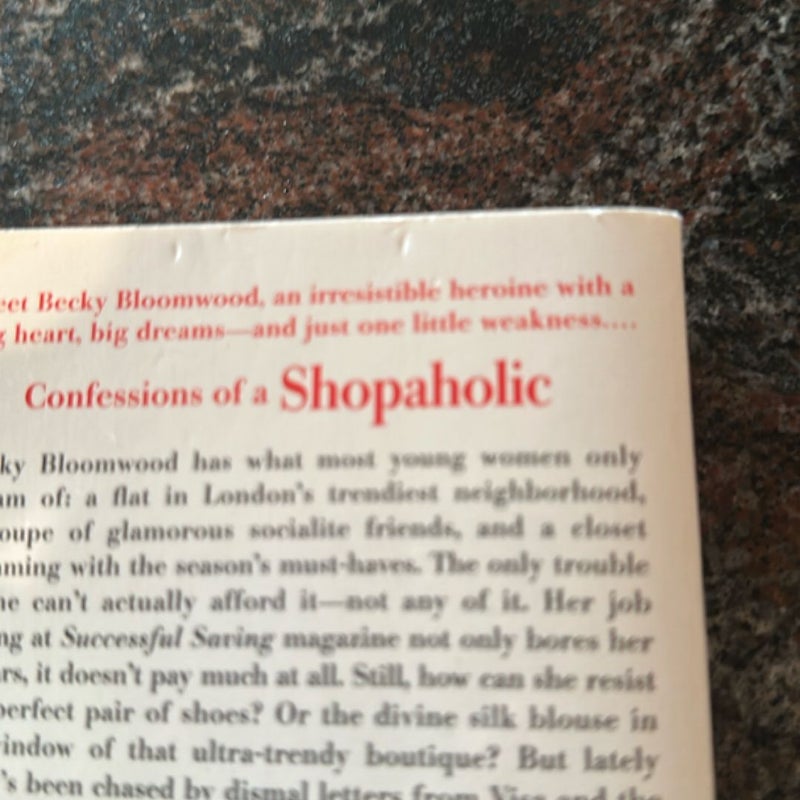 eet Becky Bloomwood, an irresistible heroine with a
g heart, big dreams—and just one little weakness....
Confessions of a Shopaholic
ky Bloomwood has what most young women only
am of: a flat in London's trendiest neighborhood,
oupe of glamorous socialite friends, and a closet
ming with the season's must-haves. The only trouble
ne can't actually afford it—not any of it. Her job
ng at Successful Saving magazine not only bores her
rs, it doesn't pay much at all. Still, how can she resist
perfect pair of shoes? Or the divine silk blouse in
indow of that ultra-trendy boutique? But lately
's been chased by dismal letters from Visa and the